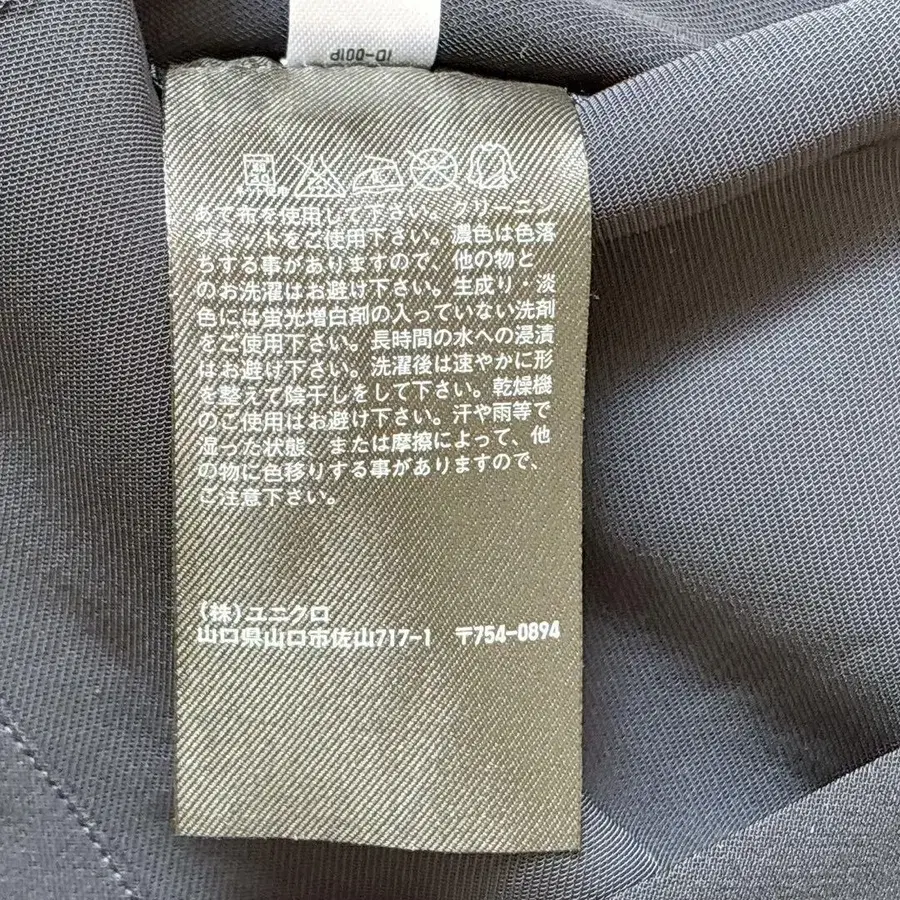 ID-001P
あて布を使用して下さい。クリーニン
グネットをご使用下さい。濃色は色落
ちする事がありますので、他の物と
のお洗濯はお避け下さい。生成り・淡
色には蛍光増白剤の入っていない洗剤
をご使用下さい。長時間の水への浸漬
はお避け下さい。洗濯後は速やかに形
を整えて陰干しをして下さい。乾燥機
のご使用はお避け下さい。汗や雨等で
湿った状態、または摩擦によって、他
の物に色移りする事がありますので、
ご注意下さい。
(株)ユニクロ
山口県山口市佐山717-1 〒754-0894